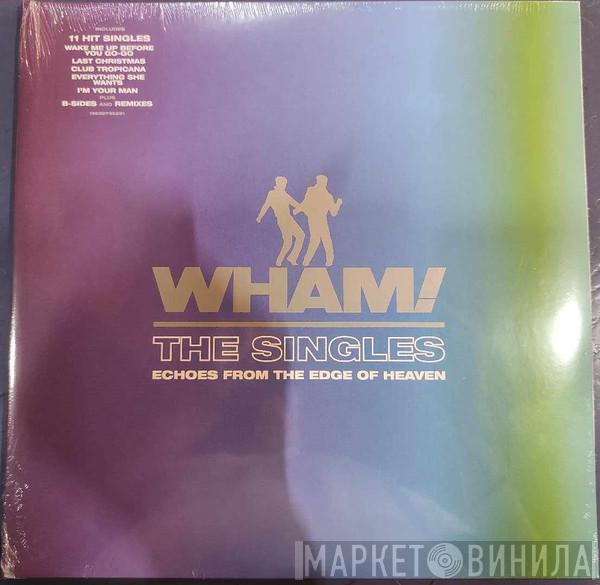 INCLUDES
11 HIT SINGLES
WAKE ME UP BEFORE
YOU GO-GO
LAST CHRISTMAS
CLUB TROPICANA
EVERYTHING SHE
WANTS
I'M YOUR MAN
PLUS
B-SIDES AND REMIXES
WHAM!
THE SINGLES
ECHOES FROM THE EDGE OF HEAVEN
МАРКЕТ ВИНИЛА